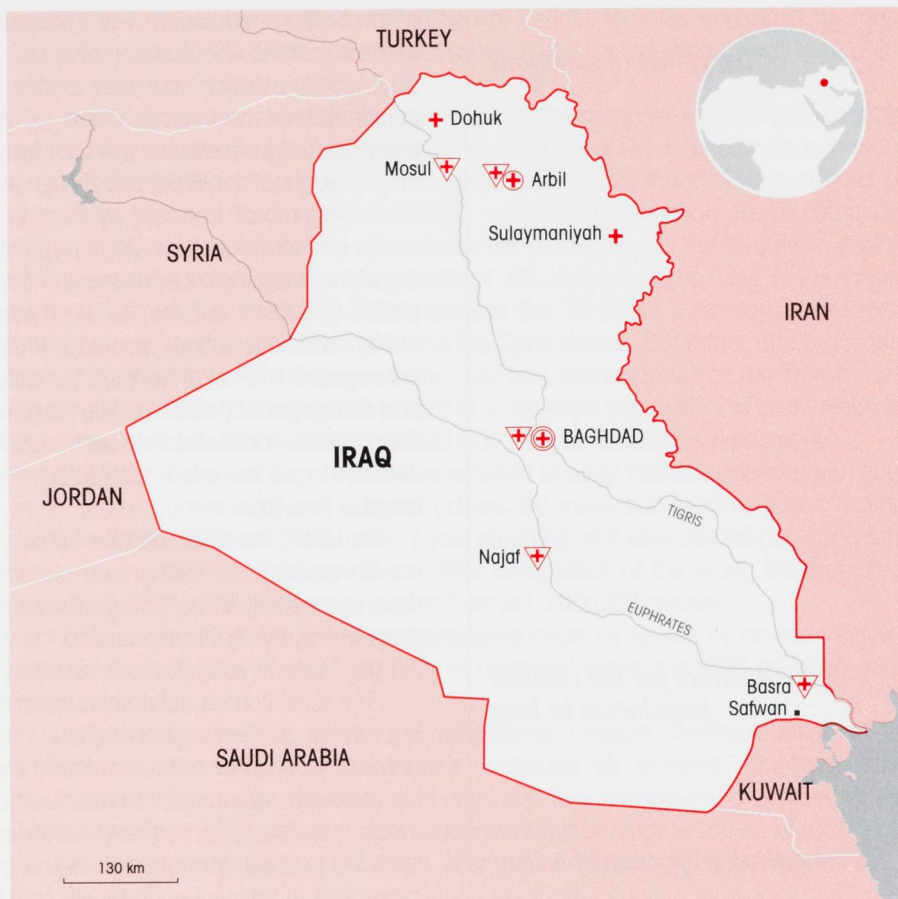 TURKEY
Dohuk
Mosul
Arbil
Sulaymaniyah
SYRIA
IRAN
BAGHDAD
IRAQ
JORDAN
TIGRIS
Najaf
EUPHRATES
Basra
Safwan
SAUDI ARABIA
KUWAIT
130 km